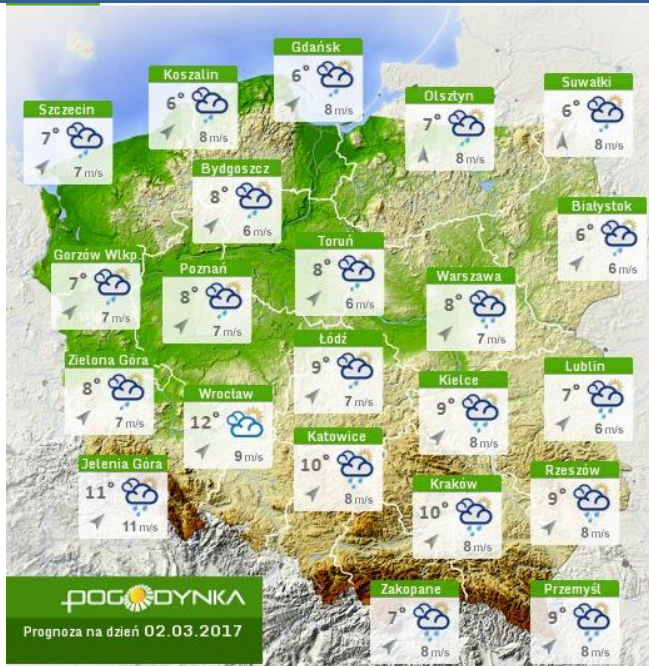 Gdańsk
6°
8 m/s
Koszalin
6°
8 m/s
Suwałki
6°
8 m/s
Olsztyn
7°
8 m/s
Szczecin
7°
7 m/s
Bydgoszcz
8°
6 m/s
Białystok
6°
6 m/s
Toruń
8°
6 m/s
Gorzów Wlkp
7°
7 m/s
Poznań
8°
7 m/s
Warszawa
8°
7 m/s
Łódź
9°
7 m/s
Zielona Góra
8°
7 m/s
Lublin
7°
6 m/s
Kielce
9°
8 m/s
Wrocław
12°
9 m/s
Katowice
10°
8 m/s
Jelenia Góra
11°
11 m/s
Rzeszów
9°
8 m/s
Kraków
10°
8 m/s
Zakopane
7°
8 m/s
Przemyśl
9°
8 m/s
POGODYNKA
Prognoza na dzień 02.03.2017